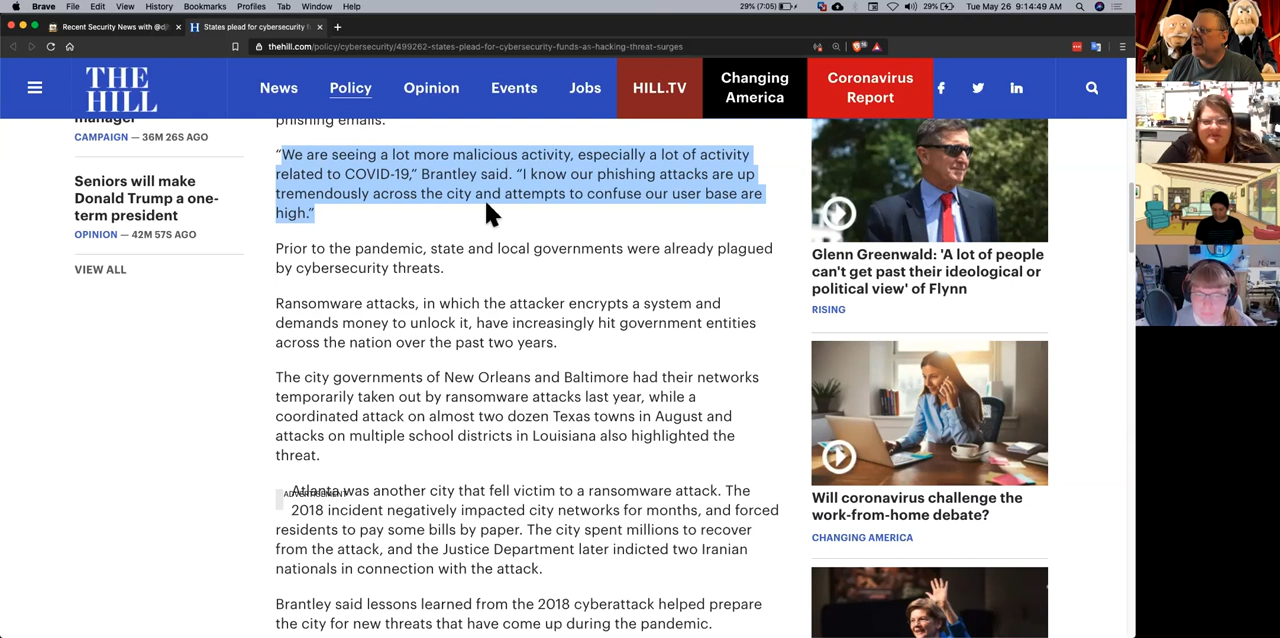 Brave File Edit View History Bookmarks Profiles Tab Window Help
29% (7:05) 29% Tue May 26 9:14:49 AM
Recent Security News with @dj
States plead for cybersecurity f
thehill.com/policy/cybersecurity/499262-states-plead-for-cybersecurity-funds-as-hacking-threat-surges
THE
HILL
News Policy Opinion Events Jobs HILL.TV
Changing
America
Coronavirus
Report
manager
CAMPAIGN — 36M 26S AGO
Seniors will make
Donald Trump a one-
term president
OPINION — 42M 57S AGO
VIEW ALL
phishing emails.
“We are seeing a lot more malicious activity, especially a lot of activity
related to COVID-19,” Brantley said. “I know our phishing attacks are up
tremendously across the city and attempts to confuse our user base are
high.”
Prior to the pandemic, state and local governments were already plagued
by cybersecurity threats.
Ransomware attacks, in which the attacker encrypts a system and
demands money to unlock it, have increasingly hit government entities
across the nation over the past two years.
The city governments of New Orleans and Baltimore had their networks
temporarily taken out by ransomware attacks last year, while a
coordinated attack on almost two dozen Texas towns in August and
attacks on multiple school districts in Louisiana also highlighted the
threat.
ADVERTISEMENT
Atlanta was another city that fell victim to a ransomware attack. The
2018 incident negatively impacted city networks for months, and forced
residents to pay some bills by paper. The city spent millions to recover
from the attack, and the Justice Department later indicted two Iranian
nationals in connection with the attack.
Brantley said lessons learned from the 2018 cyberattack helped prepare
the city for new threats that have come up during the pandemic.
Glenn Greenwald: 'A lot of people
can't get past their ideological or
political view' of Flynn
RISING
Will coronavirus challenge the
work-from-home debate?
CHANGING AMERICA